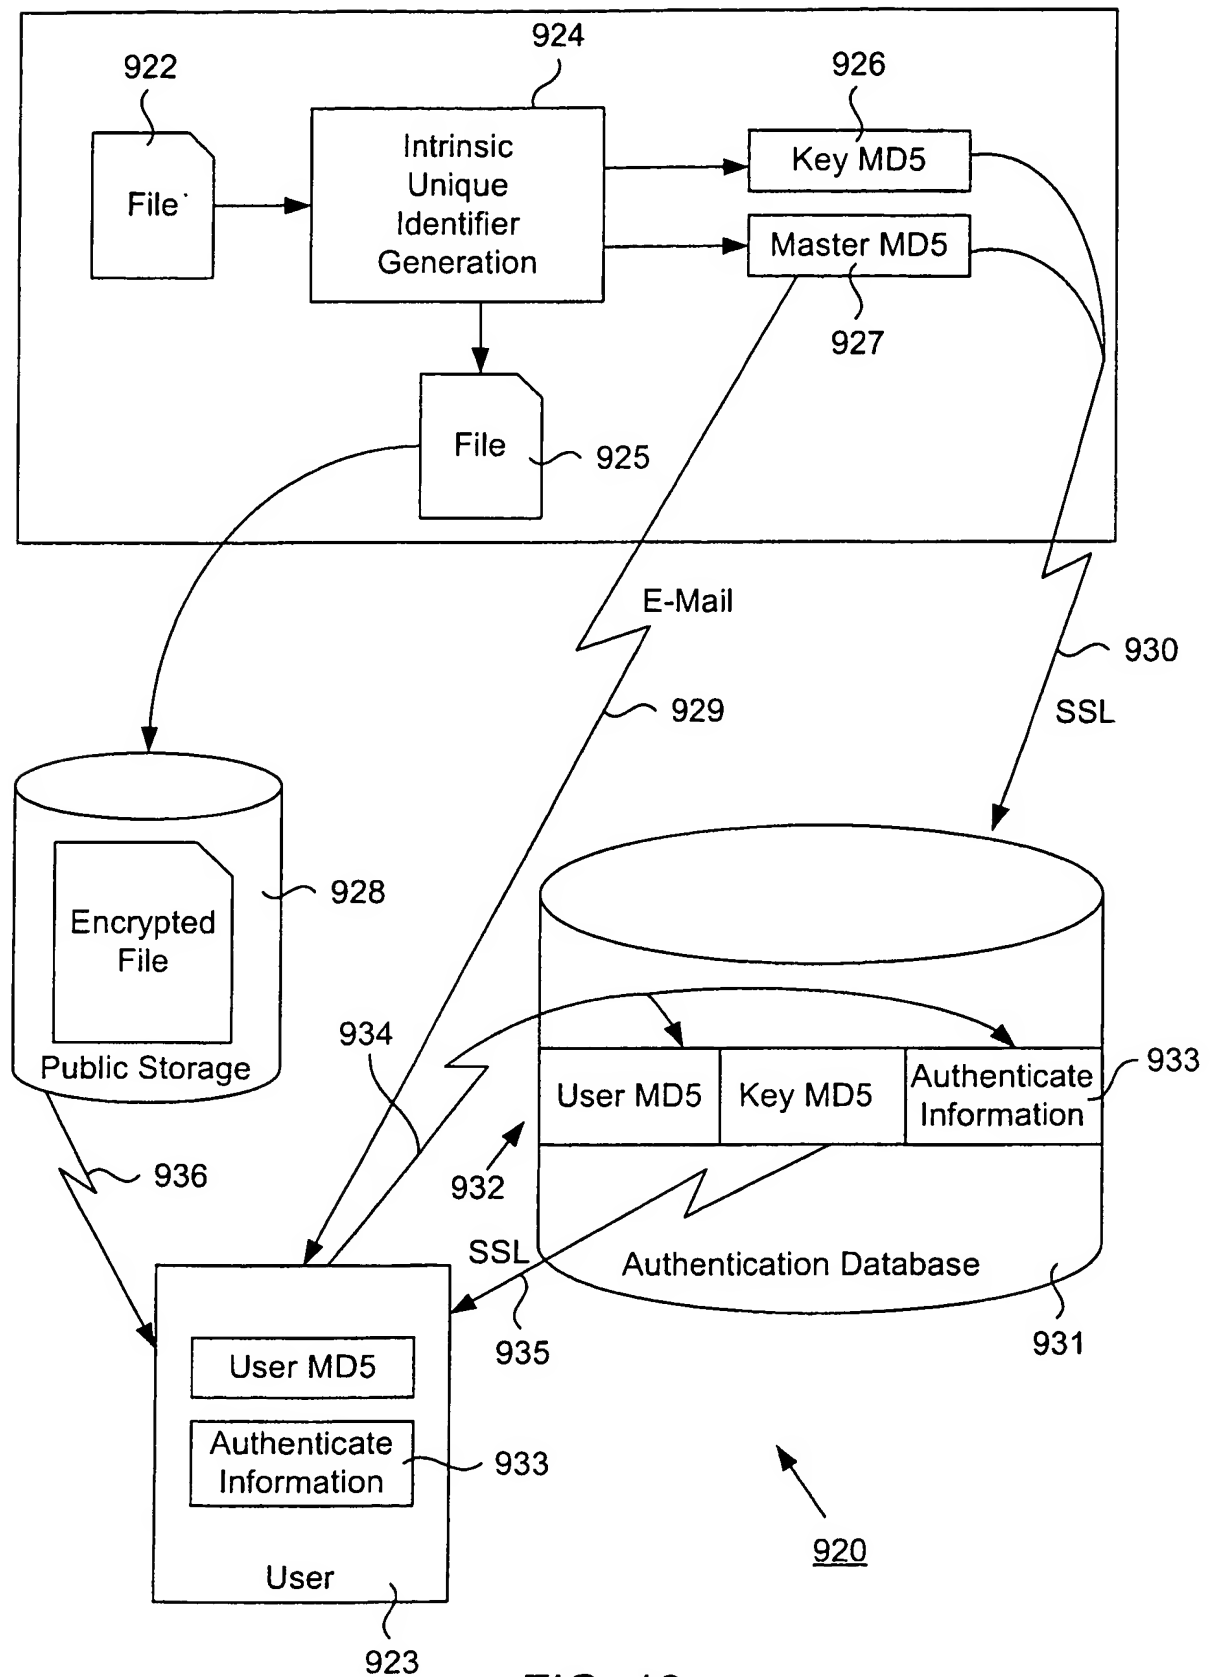 924
922
926
File
Intrinsic
Unique
Identifier
Generation
Key MD5
Master MD5
927
File
925
E-Mail
930
929
SSL
928
Encrypted
File
Public Storage
934
User MD5
Key MD5
Authenticate
Information
933
932
936
SSL
Authentication Database
935
931
User MD5
Authenticate
Information
933
User
920
923